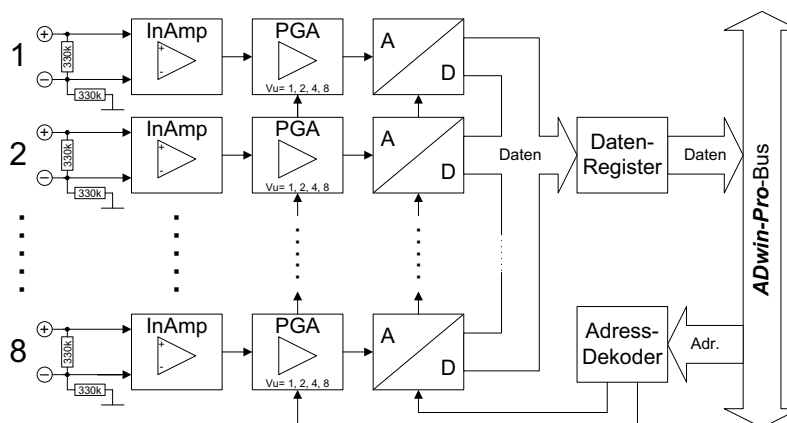 1
330k
330k
InAmp
+
-
PGA
Vu= 1, 2, 4, 8
A
D
2
330k
330k
InAmp
+
-
PGA
Vu= 1, 2, 4, 8
A
D
Daten
Daten-
Register
Daten
ADwin-Pro-Bus
8
330k
330k
InAmp
+
-
PGA
Vu= 1, 2, 4, 8
A
D
Adress-
Dekoder
Adr.